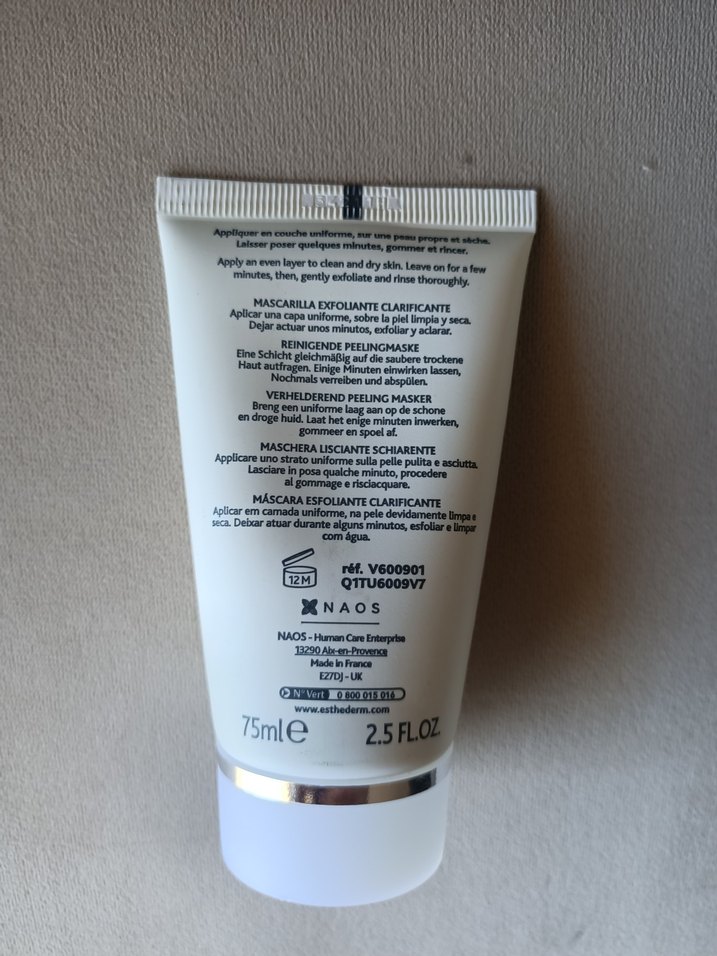 Appliquer en couche uniforme, sur une peau propre et sèche.
Laisser poser quelques minutes, gommer et rincer.
Apply an even layer to clean and dry skin. Leave on for a few
minutes, then, gently exfoliate and rinse thoroughly.
MASCARILLA EXFOLIANTE CLARIFICANTE
Aplicar una capa uniforme, sobre la piel limpia y seca.
Dejar actuar unos minutos, exfoliar y aclarar.
REINIGENDE PEELINGMASKE
Eine Schicht gleichmäßig auf die saubere trockene
Haut autfragen. Einige Minuten einwirken lassen,
Nochmals verreiben und abspülen.
VERHELDEREND PEELING MASKER
Breng een uniforme laag aan op de schone
en droge huid. Laat het enige minuten inwerken,
gommeer en spoel af.
MASCHERA LISCIANTE SCHIARENTE
Applicare uno strato uniforme sulla pelle pulita e asciutta.
Lasciare in posa qualche minuto, procedere
al gommage e risciacquare.
MÁSCARA ESFOLIANTE CLARIFICANTE
Aplicar em camada uniforme, na pele devidamente limpa e
seca. Deixar atuar durante alguns minutos, esfoliar e limpar
com água.
12 M
réf. V600901
Q1TU6009V7
NAOS
NAOS - Human Care Enterprise
13290 Aix-en-Provence
Made in France
EZ7DJ - UK
N° Vert 0 800 015 016
www.esthederm.com
75ml e 2.5 FL.OZ.